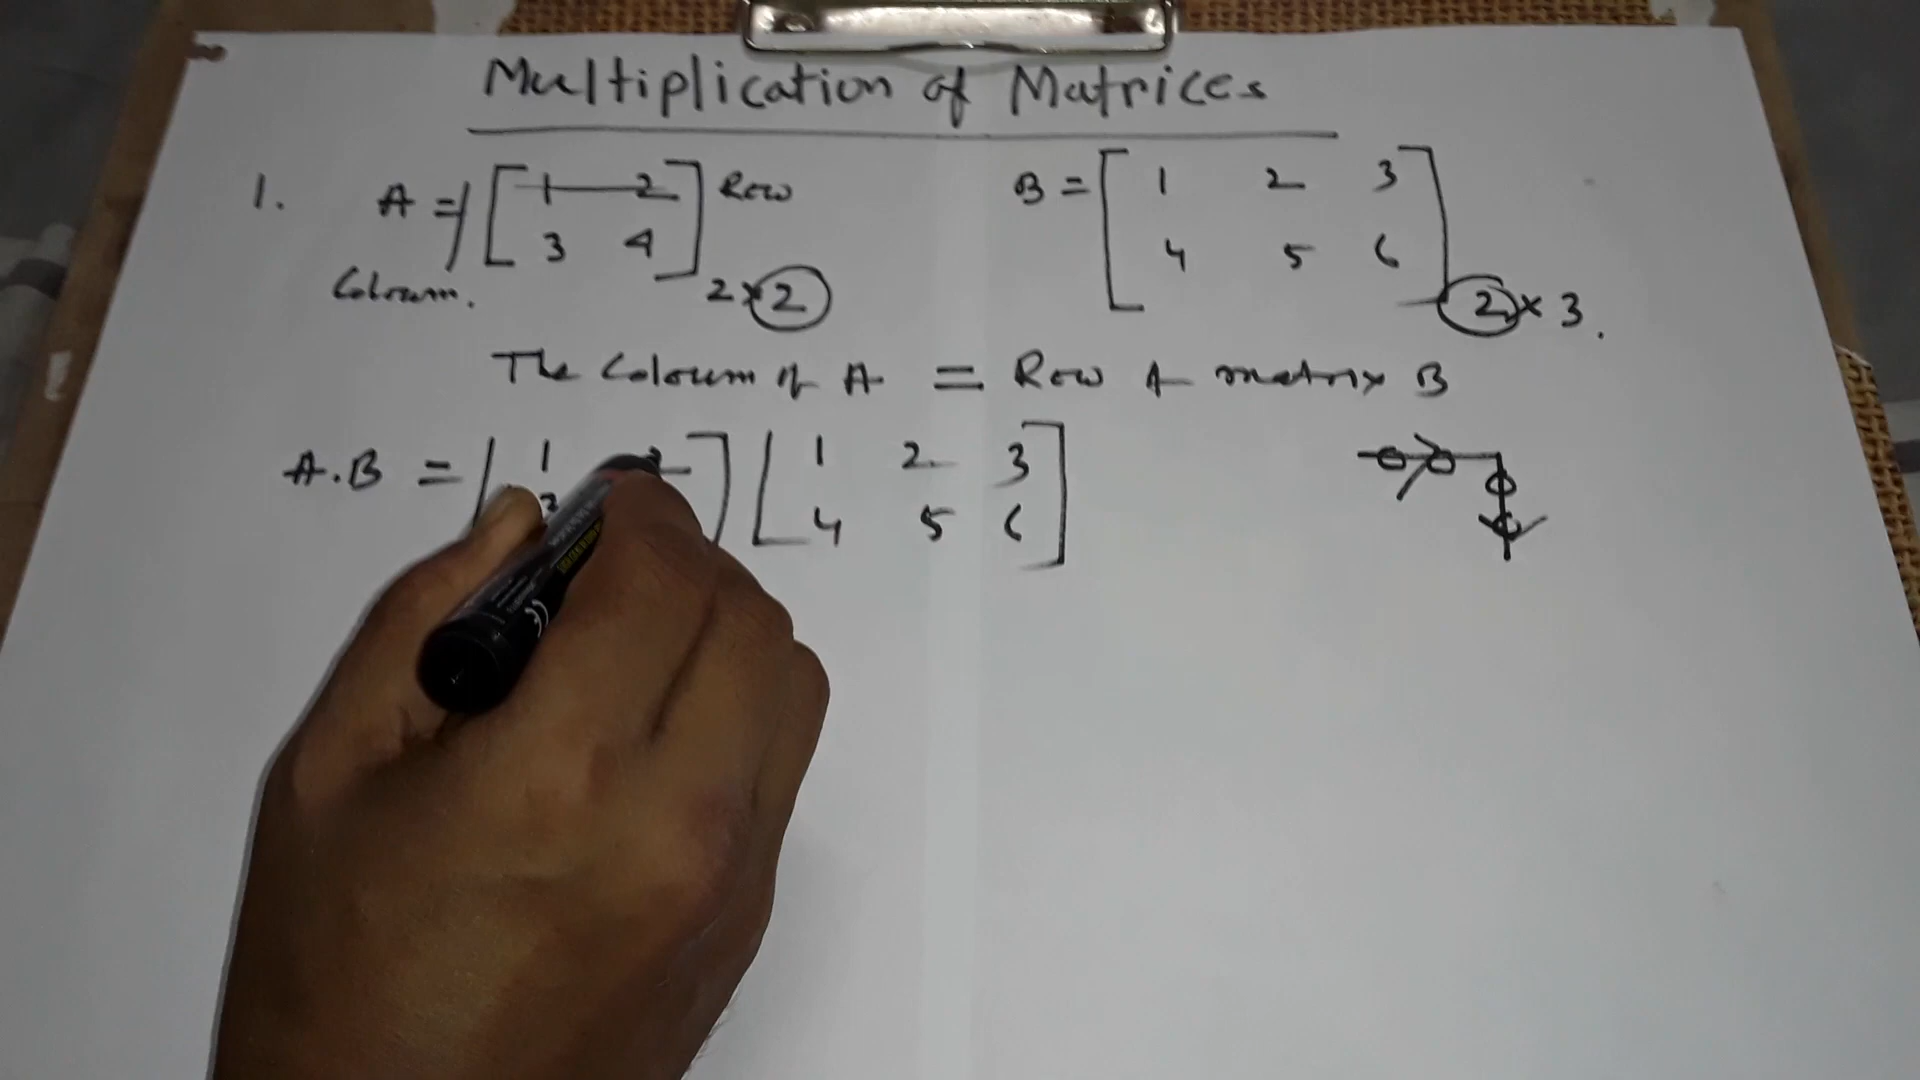 Multiplication of Matrices
1. A = [1 2] Row B = [1 2 3]
3 4 4 5 6
Coloum. 2×2 2×3.
The Coloum of A = Row of matrix B
A.B = [1 2] [1 2 3]
3 4 5 6